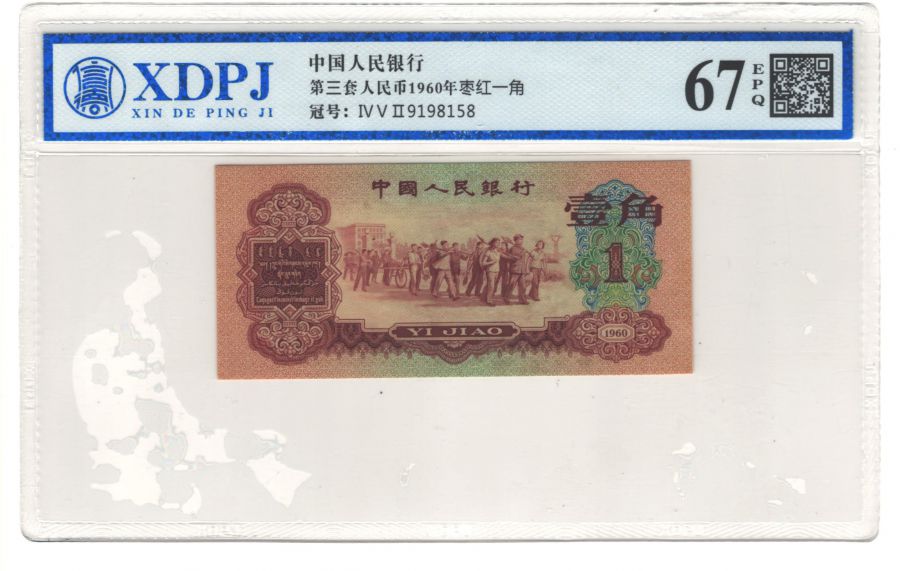 XDPJ
XIN DE PING JI
中国人民银行
第三套人民币1960年枣红一角
冠号：ⅣⅤⅡ9198158
67
EPQ
中國人民銀行
壹角
1
YI JIAO
1960